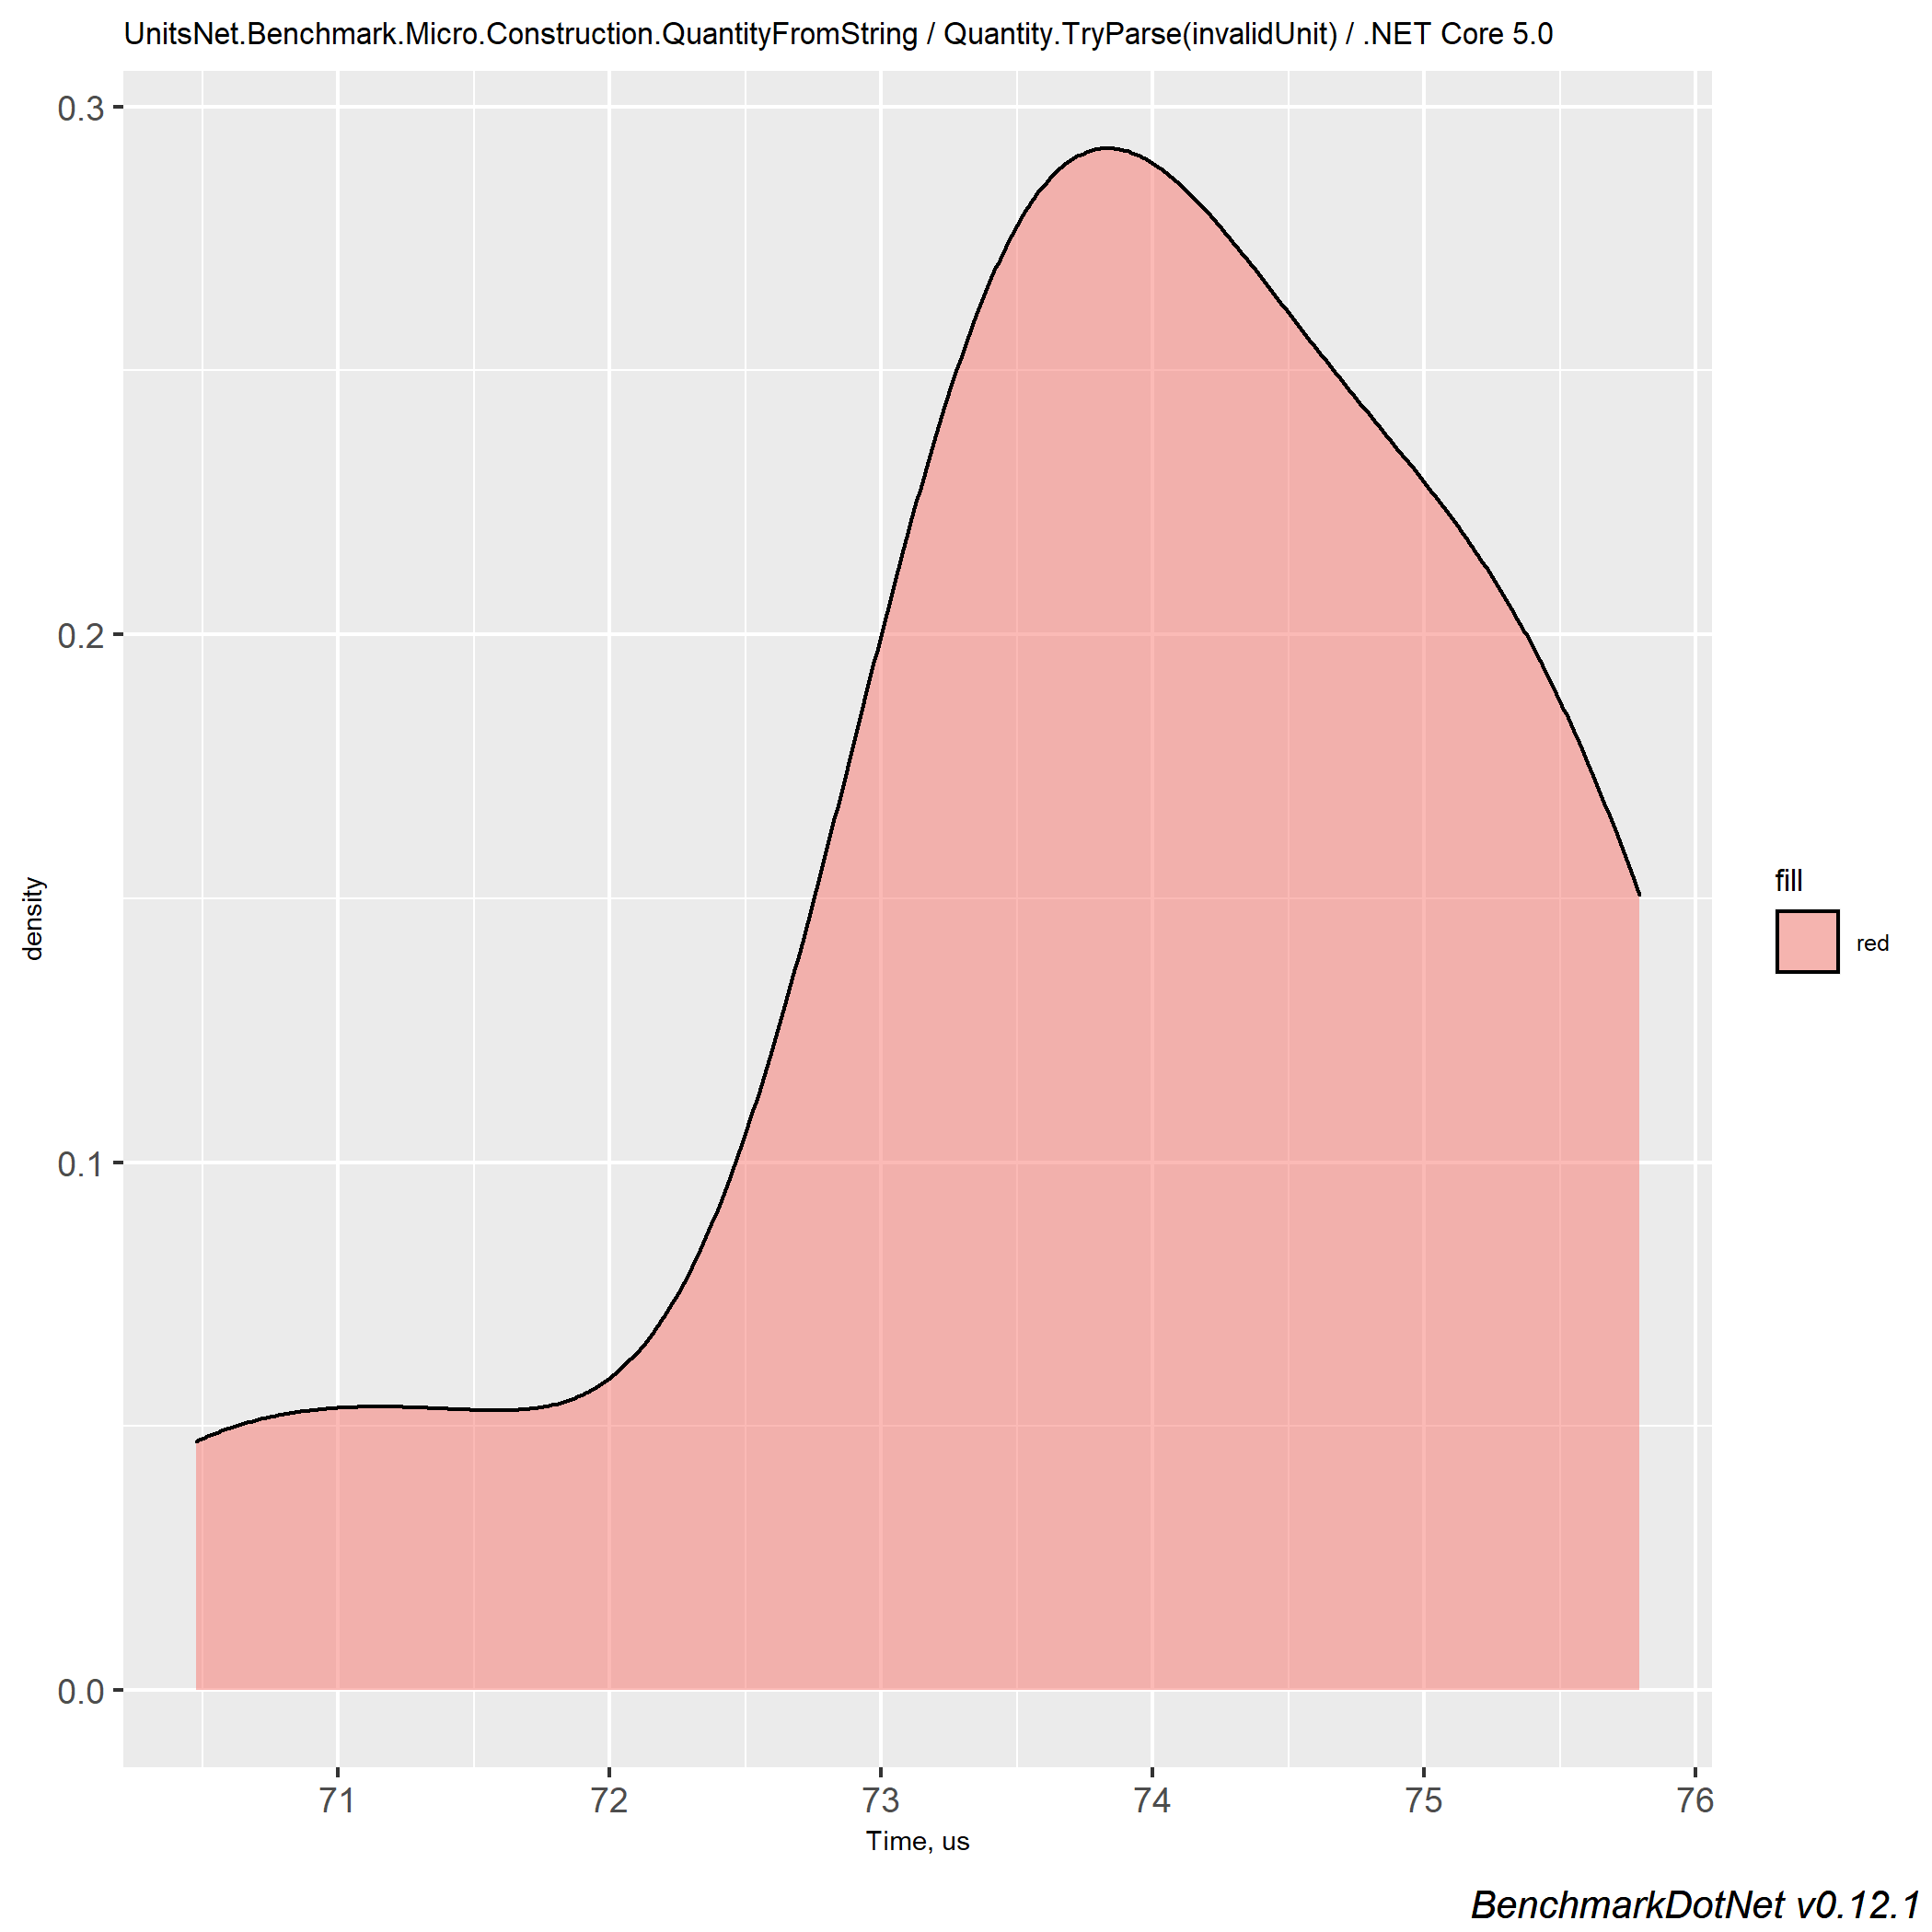 UnitsNet.Benchmark.Micro.Construction.QuantityFromString / Quantity.TryParse(invalidUnit) / .NET Core 5.0
0.3
0.2
0.1
0.0
density
71 72 73 74 75 76
Time, us
fill
red
BenchmarkDotNet v0.12.1